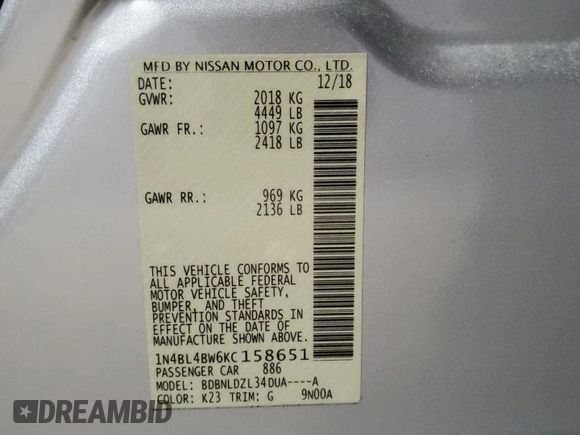 MFD BY NISSAN MOTOR CO., LTD.
DATE: 12/18
GVWR: 2018 KG
4449 LB
GAWR FR.: 1097 KG
2418 LB
GAWR RR.: 969 KG
2136 LB
THIS VEHICLE CONFORMS TO
ALL APPLICABLE FEDERAL
MOTOR VEHICLE SAFETY,
BUMPER, AND THEFT
PREVENTION STANDARDS IN
EFFECT ON THE DATE OF
MANUFACTURE SHOWN ABOVE.
1N4BL4BW6KC158651
PASSENGER CAR 886
MODEL: BDBNLDZL34DUA----A
COLOR: K23 TRIM: G 9N00A
DREAMBID